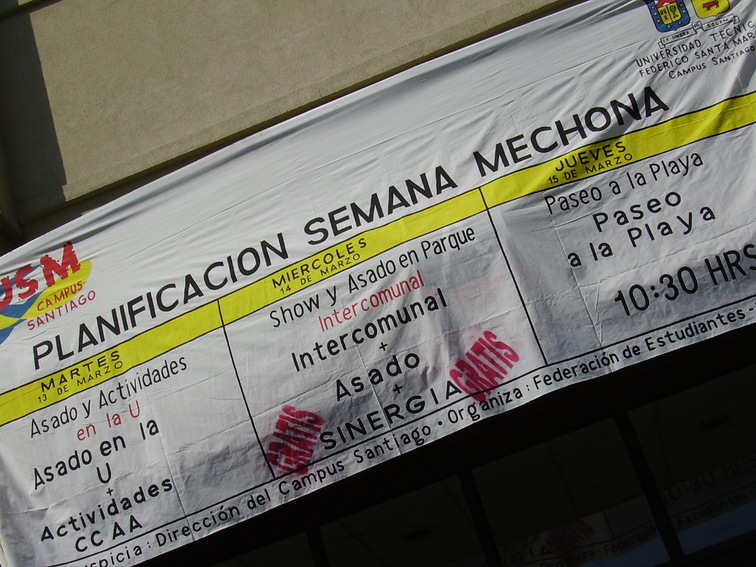 UNIVERSIDAD TECNIC
FEDERICO SANTA MAR
CAMPUS SANTIAGO
USM
CAMPUS
SANTIAGO
PLANIFICACION SEMANA MECHONA
MARTES
13 DE MARZO
Asado y Actividades
en la U
Asado en la
U
+
Actividades
CCAA
MIERCOLES
14 DE MARZO
Show y Asado en Parque
Intercomunal
Intercomunal
+
Asado
+
SINERGIA
GRATIS
GRATIS
JUEVES
15 DE MARZO
Paseo a la Playa
Paseo
a la Playa
10:30 HRS
uspicia : Dirección del Campus Santiago • Organiza : Federación de Estudiantes -